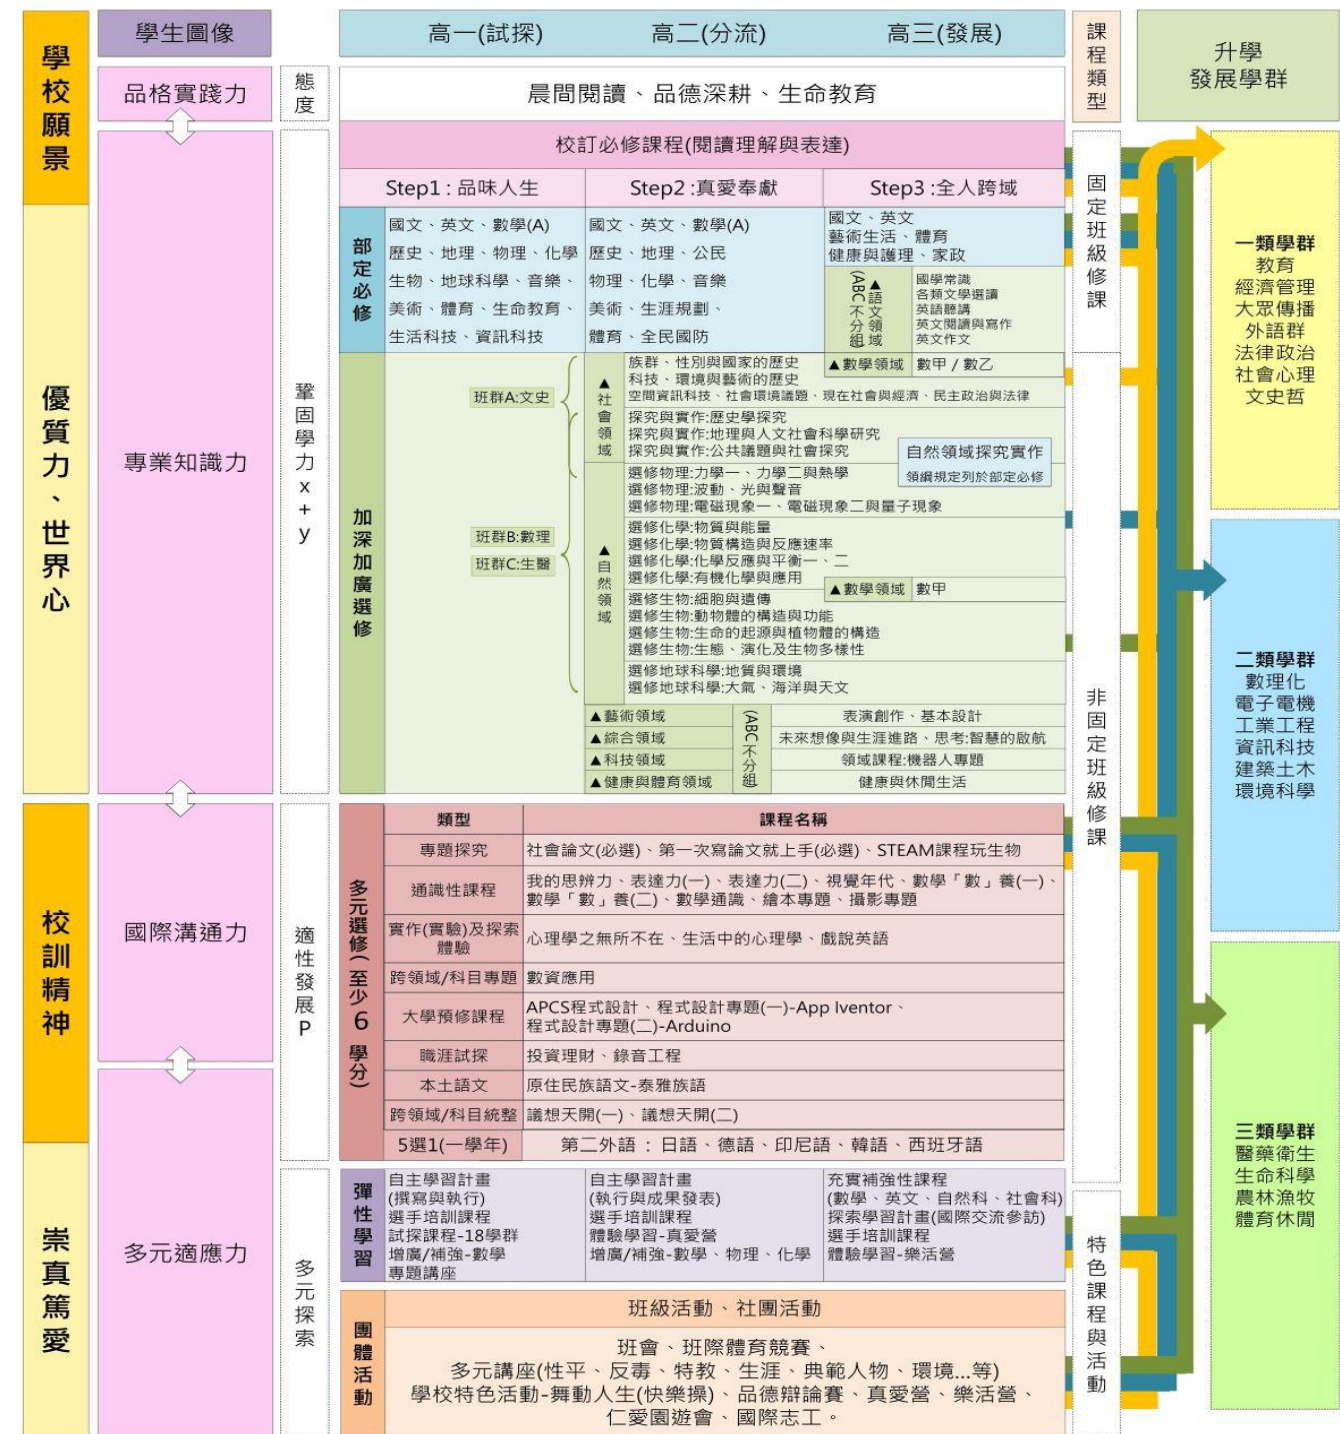 學校願景
優質力、世界心
校訓精神
崇真篤愛
學生圖像
品格實踐力
專業知識力
國際溝通力
多元適應力
態度
鞏固學力x+y
適性發展P
多元探索
高一(試探)
高二(分流)
高三(發展)
晨間閱讀、品德深耕、生命教育
校訂必修課程(閱讀理解與表達)
Step1:品味人生
Step2:真愛奉獻
Step3:全人跨域
部定必修
國文、英文、數學(A)
歷史、地理、物理、化學
生物、地球科學、音樂、
美術、體育、生命教育、
生活科技、資訊科技
國文、英文、數學(A)
歷史、地理、公民
物理、化學、音樂
美術、生涯規劃、
體育、全民國防
國文、英文
藝術生活、體育
健康與護理、家政
▲語文領域
(ABC不分組)
國學常識
各類文學選讀
英語聽講
英文閱讀與寫作
英文作文
加深加廣選修
班群A:文史
班群B:數理
班群C:生醫
▲社會領域
族群、性別與國家的歷史
科技、環境與藝術的歷史
空間資訊科技、社會環境議題、現在社會與經濟、民主政治與法律
探究與實作:歷史學探究
探究與實作:地理與人文社會科學研究
探究與實作:公共議題與社會探究
▲數學領域
數甲 / 數乙
自然領域探究實作
領綱規定列於部定必修
▲自然領域
選修物理:力學一、力學二與熱學
選修物理:波動、光與聲音
選修物理:電磁現象一、電磁現象二與量子現象
選修化學:物質與能量
選修化學:物質構造與反應速率
選修化學:化學反應與平衡一、二
選修化學:有機化學與應用
▲數學領域
數甲
選修生物:細胞與遺傳
選修生物:動物體的構造與功能
選修生物:生命的起源與植物體的構造
選修生物:生態、演化及生物多樣性
選修地球科學:地質與環境
選修地球科學:大氣、海洋與天文
▲藝術領域
▲綜合領域
▲科技領域
▲健康與體育領域
(ABC不分組)
表演創作、基本設計
未來想像與生涯進路、思考:智慧的啟航
領域課程:機器人專題
健康與休閒生活
多元選修(至少6學分)
類型
課程名稱
專題探究
社會論文(必選)、第一次寫論文就上手(必選)、STEAM課程玩生物
通識性課程
我的思辨力、表達力(一)、表達力(二)、視覺年代、數學「數」養(一)、
數學「數」養(二)、數學通識、繪本專題、攝影專題
實作(實驗)及探索
體驗
心理學之無所不在、生活中的心理學、戲說英語
跨領域/科目專題
數資應用
大學預修課程
APCS程式設計、程式設計專題(一)-App Iventor、
程式設計專題(二)-Arduino
職涯試探
投資理財、錄音工程
本土語文
原住民族語文-泰雅族語
跨領域/科目統整
議想天開(一)、議想天開(二)
5選1(一學年)
第二外語 : 日語、德語、印尼語、韓語、西班牙語
彈性學習
自主學習計畫
(撰寫與執行)
選手培訓課程
試探課程-18學群
增廣/補強-數學
專題講座
自主學習計畫
(執行與成果發表)
選手培訓課程
體驗學習-真愛營
增廣/補強-數學、物理、化學
充實補強性課程
(數學、英文、自然科、社會科)
探索學習計畫(國際交流參訪)
選手培訓課程
體驗學習-樂活營
團體活動
班級活動、社團活動
班會、班際體育競賽、
多元講座(性平、反毒、特教、生涯、典範人物、環境...等)
學校特色活動-舞動人生(快樂操)、品德辯論賽、真愛營、樂活營、
仁愛園遊會、國際志工。
課程類型
固定班級修課
非固定班級修課
特色課程與活動
升學
發展學群
一類學群
教育
經濟管理
大眾傳播
外語群
法律政治
社會心理
文史哲
二類學群
數理化
電子電機
工業工程
資訊科技
建築土木
環境科學
三類學群
醫藥衛生
生命科學
農林漁牧
體育休閒